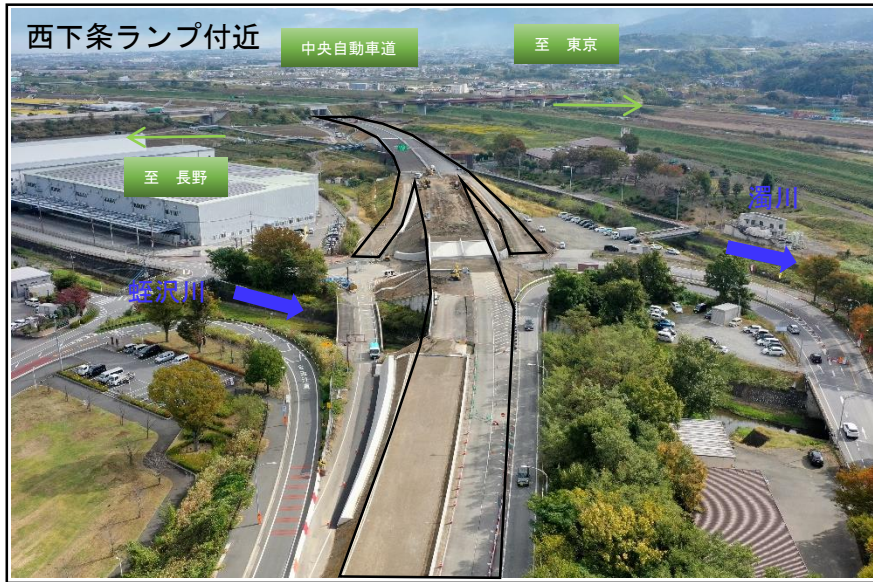 西下条ランプ付近
中央自動車道
至　東京
至　長野
濁川
蛭沢川